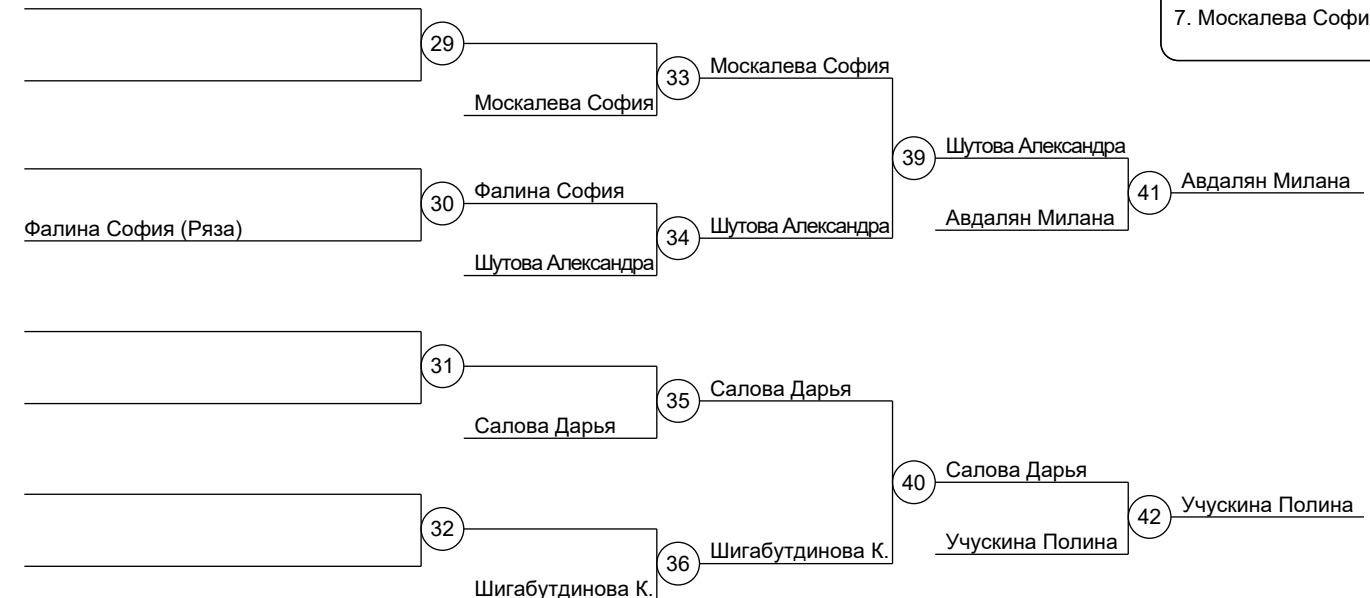 7. Москалева Софи
29
Москалева София
33
Москалева София
Фалина София (Ряза)
30
Фалина София
Шутова Александра
34
Шутова Александра
39
Шутова Александра
Авдалян Милана
41
Авдалян Милана
31
Салова Дарья
35
Салова Дарья
32
Шигабутдинова К.
36
Шигабутдинова К.
40
Салова Дарья
Учускина Полина
42
Учускина Полина